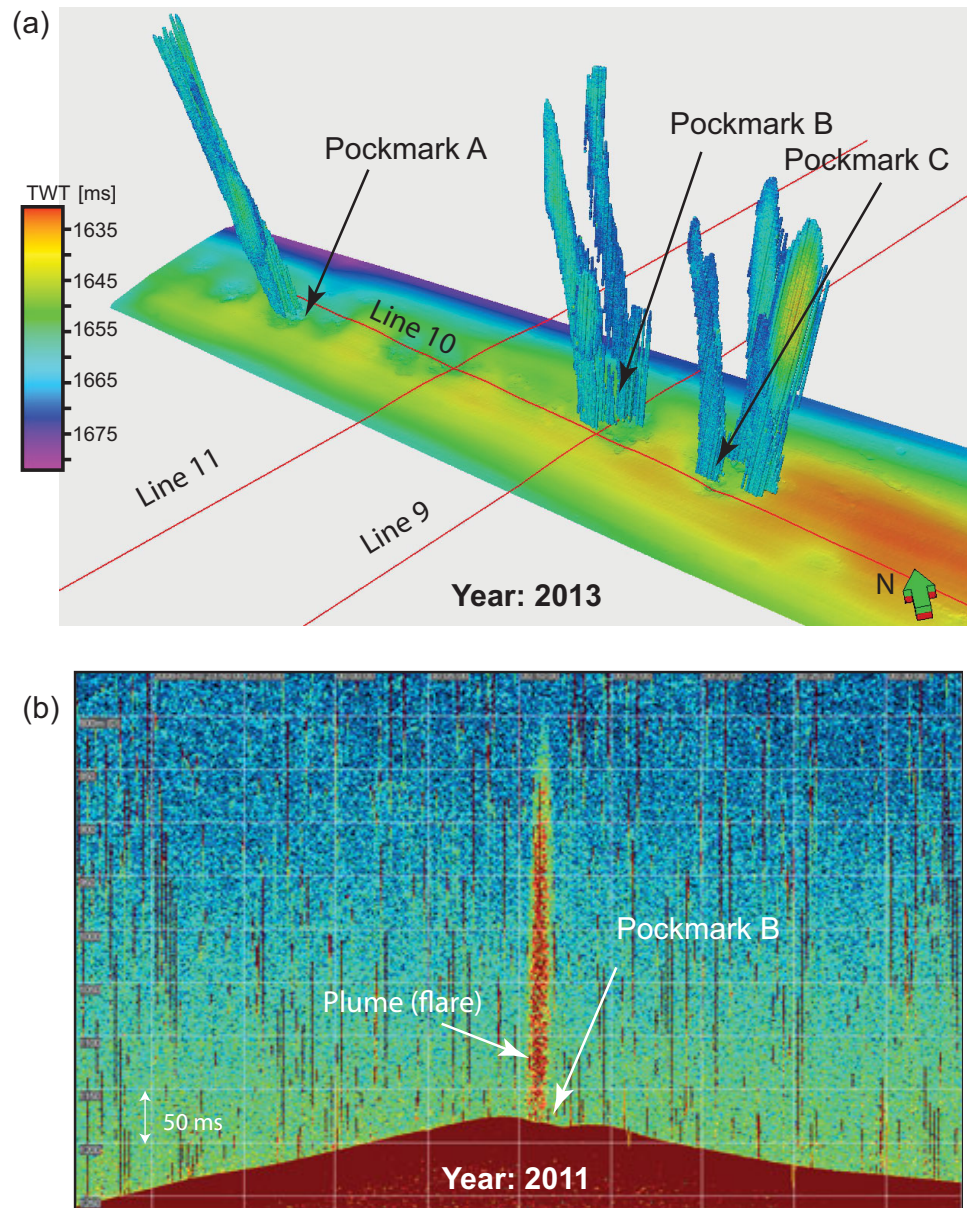 (a)
Pockmark A
Pockmark B
Pockmark C
TWT [ms]
1635
1645
1655
1665
1675
Line 10
Line 11
Line 9
Year: 2013
N
(b)
Pockmark B
Plume (flare)
50 ms
Year: 2011